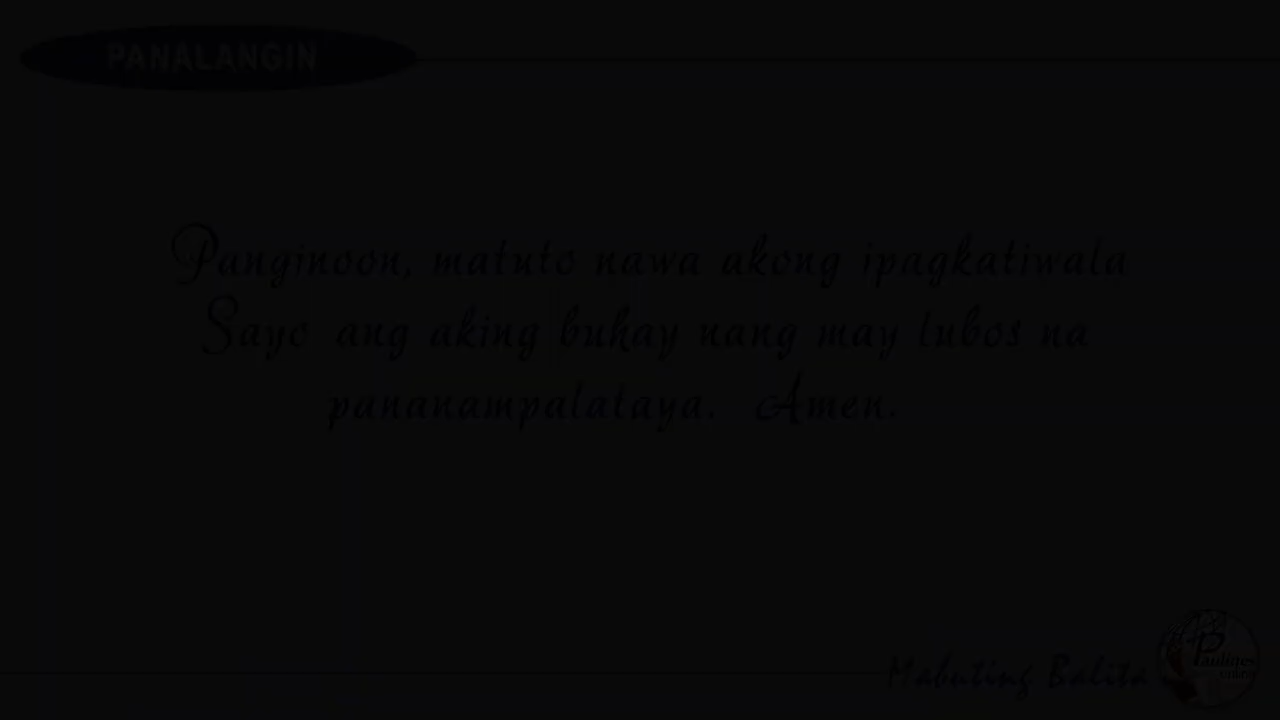 PANALANGIN
Panginoon, matuto nawa akong ipagkatiwala
Sayo ang aking buhay nang may lubos na
pananampalataya. Amen.
Mabuting Balita
Paulines
online